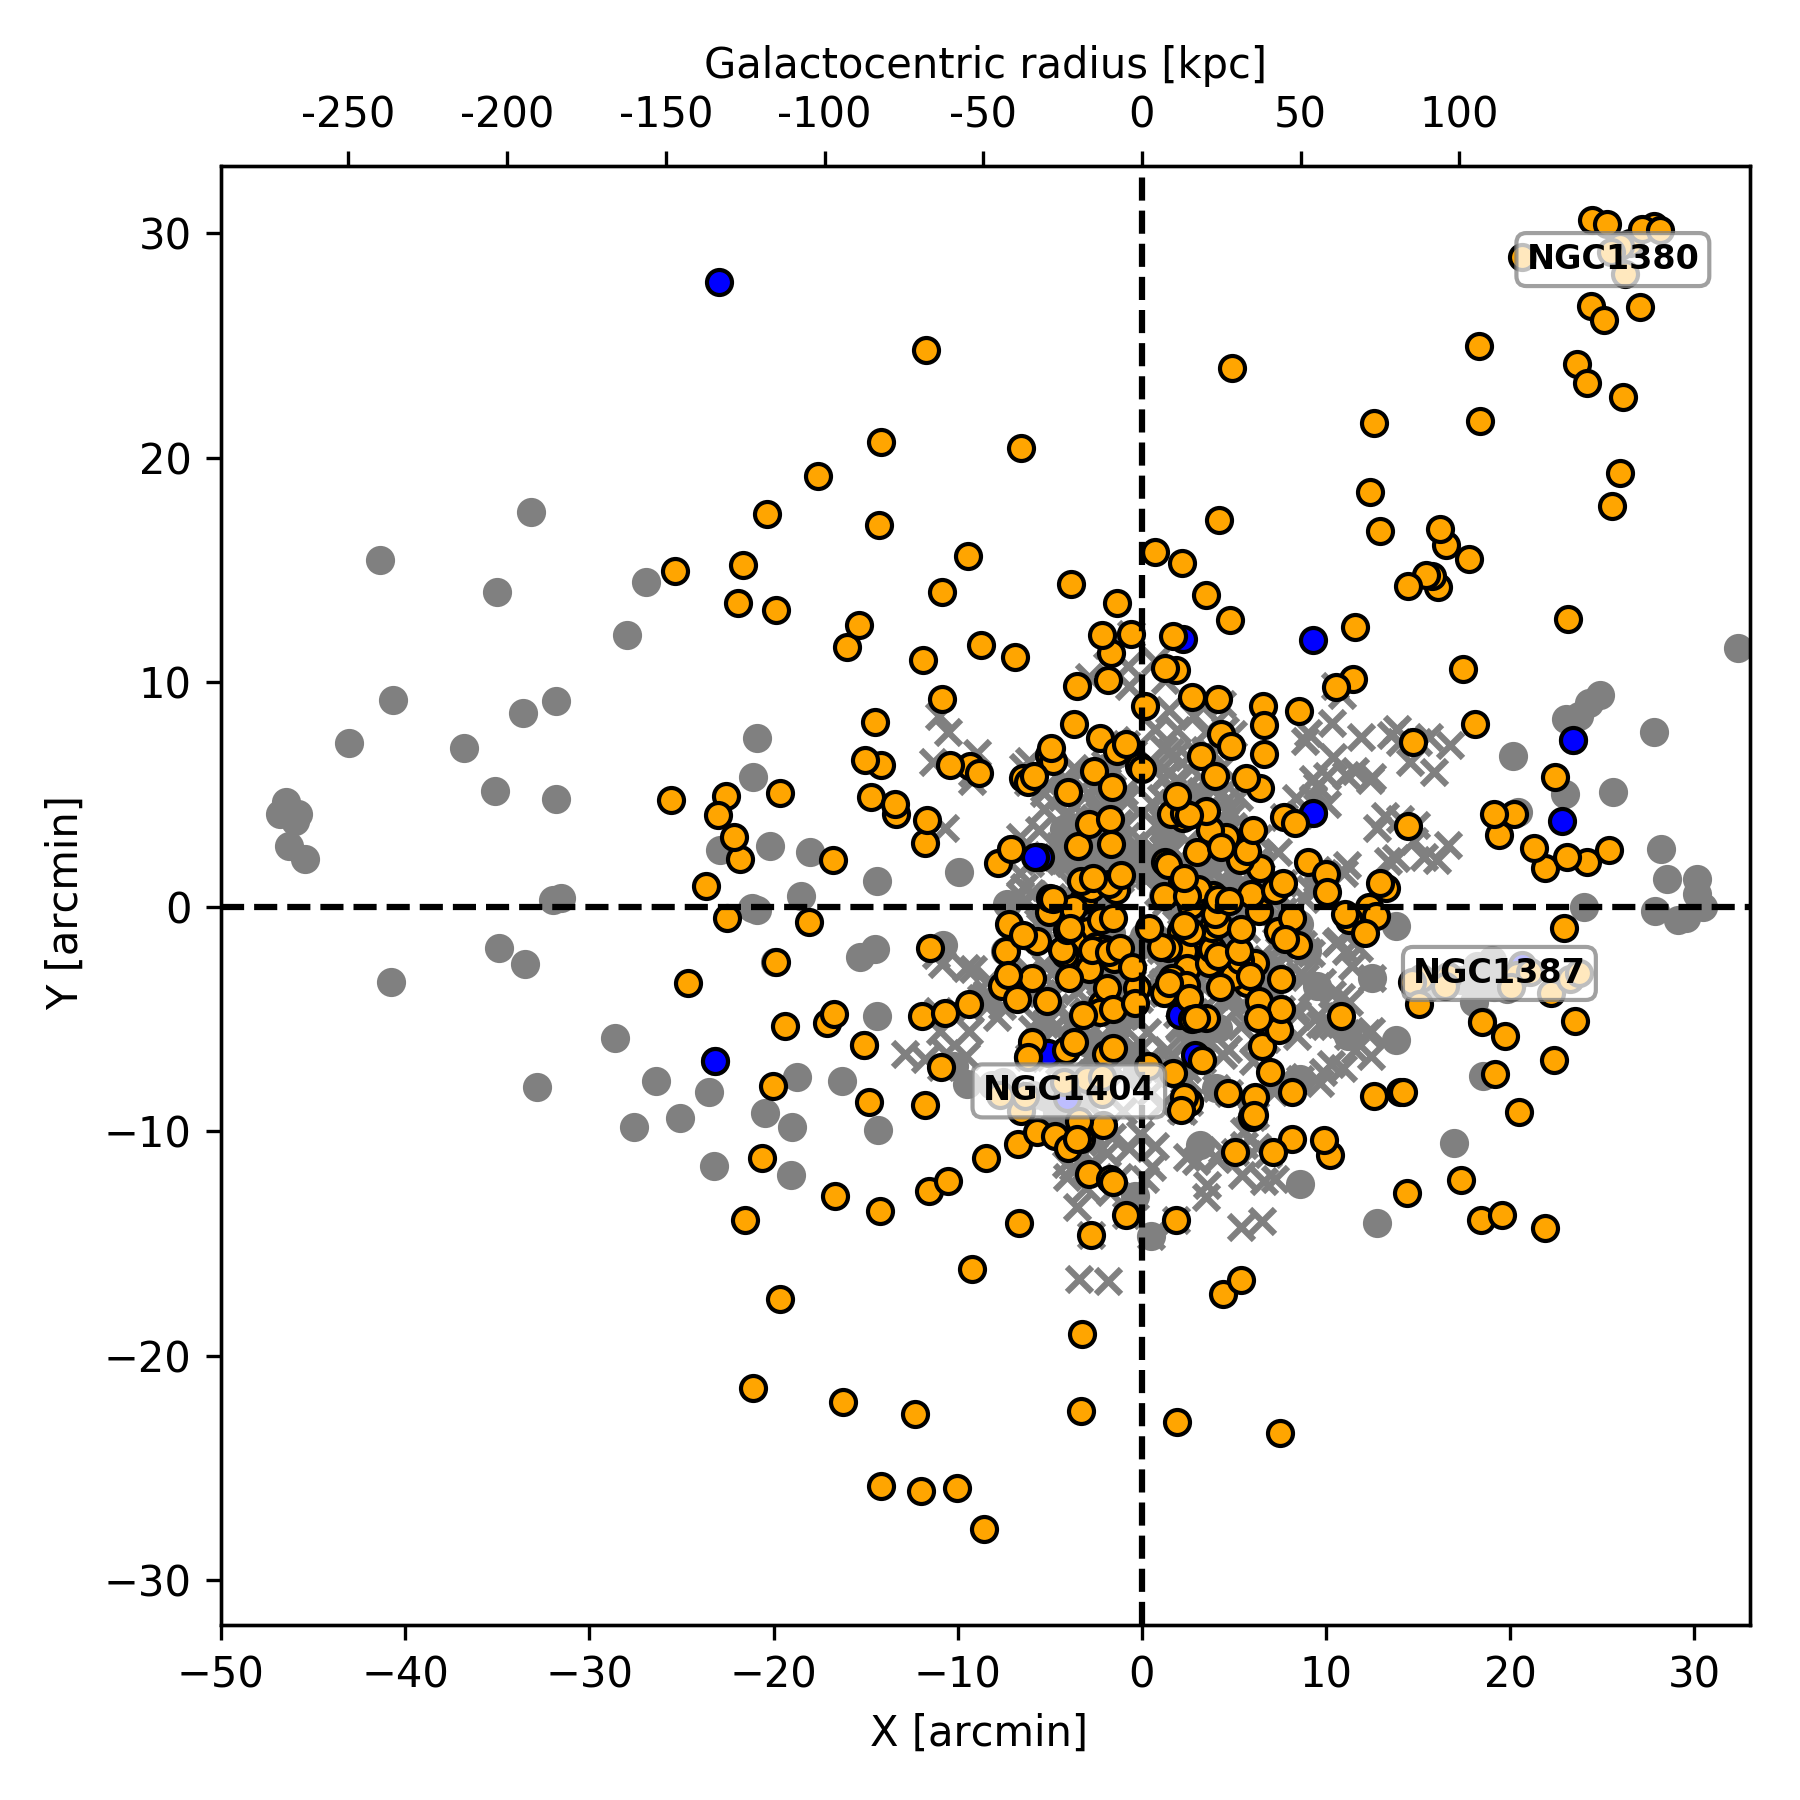 Galactocentric radius [kpc]
-250 -200 -150 -100 -50 0 50 100
30
NGC1380
20
10
Y [arcmin]
0
NGC1387
NGC1404
−10
−20
−30
−50 −40 −30 −20 −10 0 10 20 30
X [arcmin]